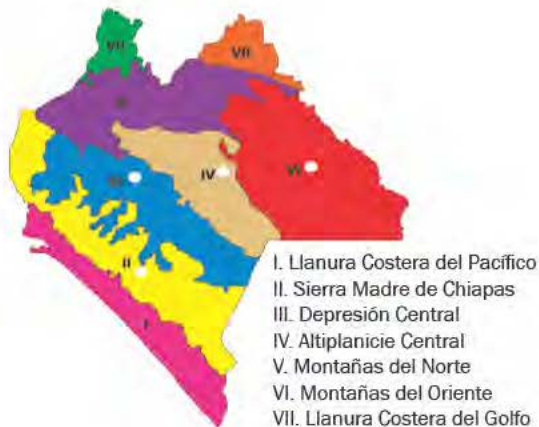 VII
VII
V
III
IV
VI
II
I
I. Llanura Costera del Pacífico
II. Sierra Madre de Chiapas
III. Depresión Central
IV. Altiplanicie Central
V. Montañas del Norte
VI. Montañas del Oriente
VII. Llanura Costera del Golfo